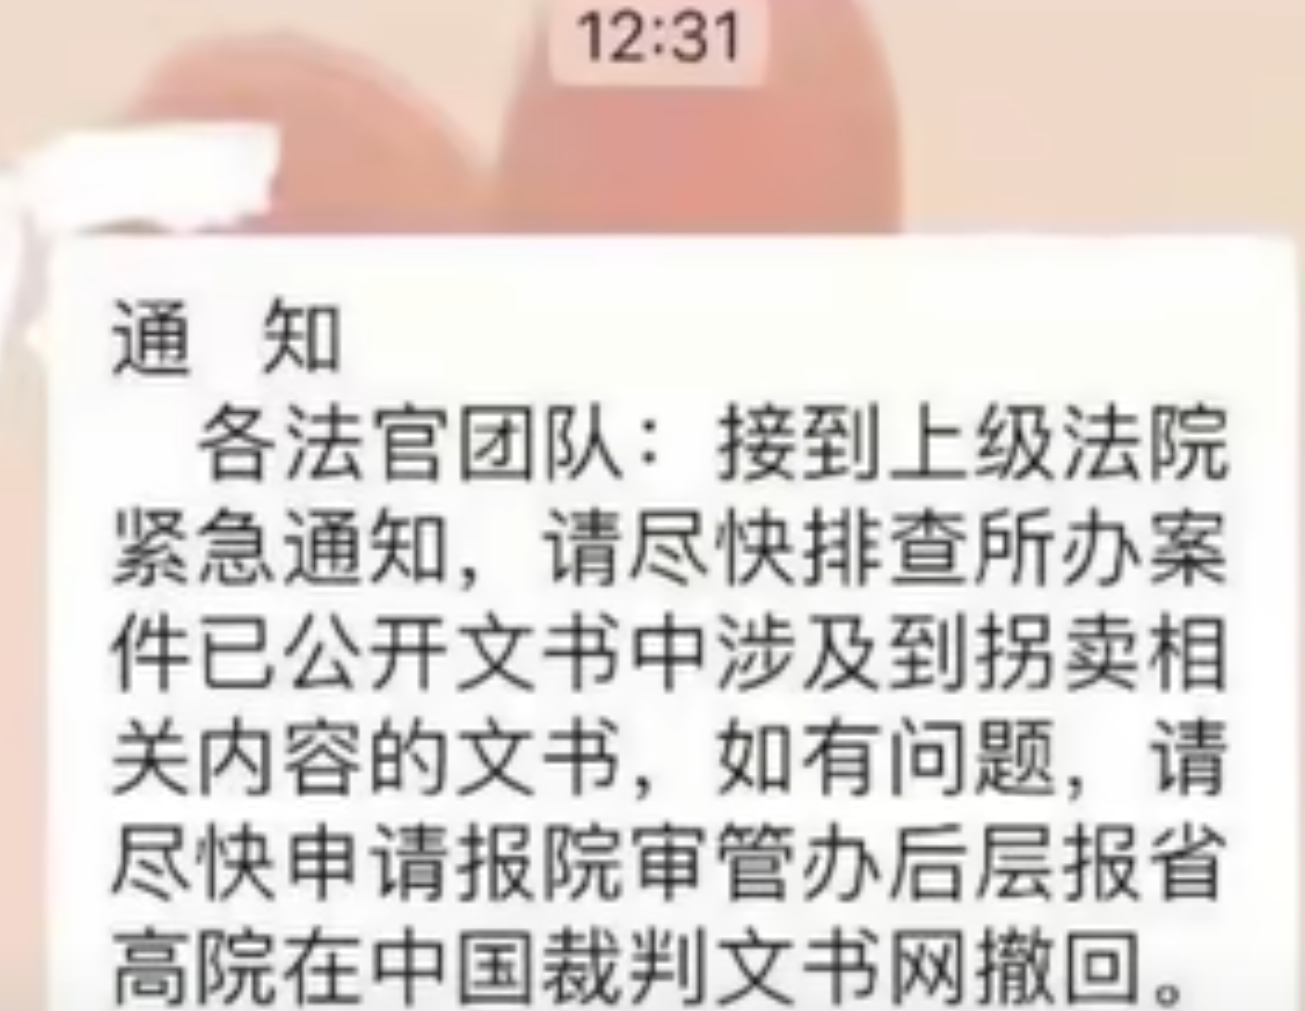 12:31
通 知
各法官团队：接到上级法院
紧急通知，请尽快排查所办案
件已公开文书中涉及到拐卖相
关内容的文书，如有问题，请
尽快申请报院审管办后层报省
高院在中国裁判文书网撤回。